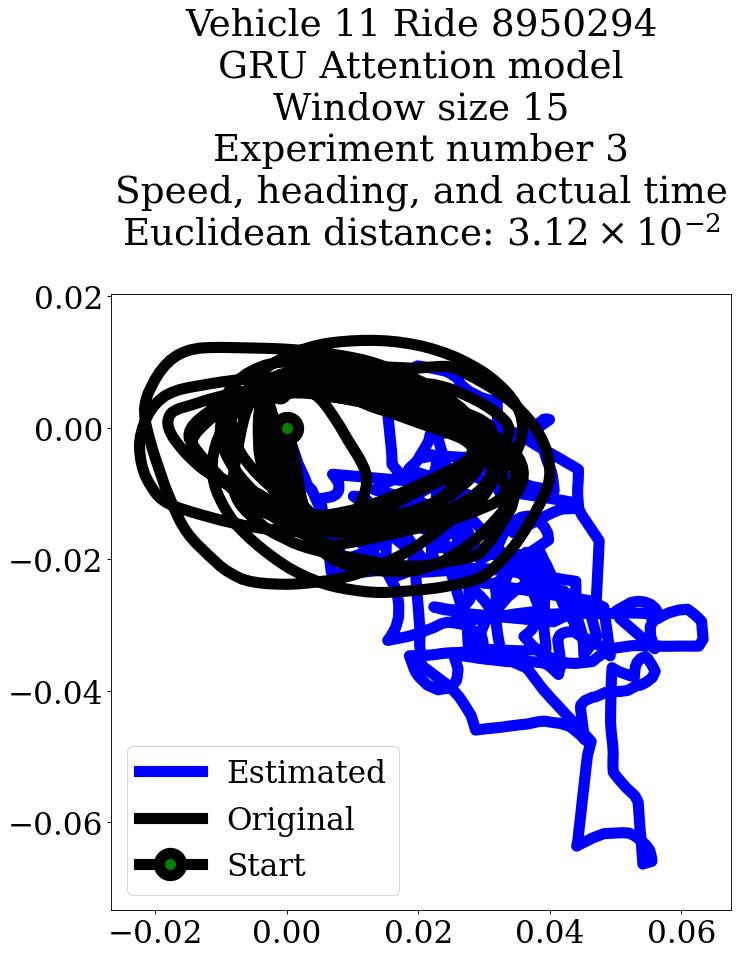 Vehicle 11 Ride 8950294
GRU Attention model
Window size 15
Experiment number 3
Speed, heading, and actual time
Euclidean distance: 3.12 × 10⁻²
0.02
0.00
−0.02
−0.04
−0.06
Estimated
Original
Start
−0.02 0.00 0.02 0.04 0.06